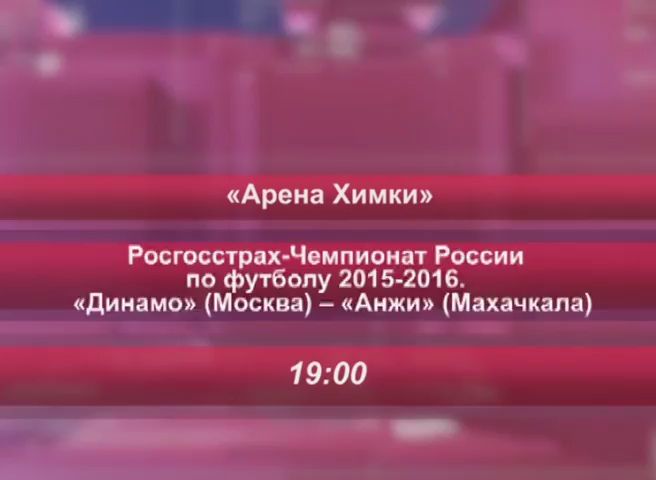 «Арена Химки»
Росгосстрах-Чемпионат России
по футболу 2015-2016.
«Динамо» (Москва) – «Анжи» (Махачкала)
19:00